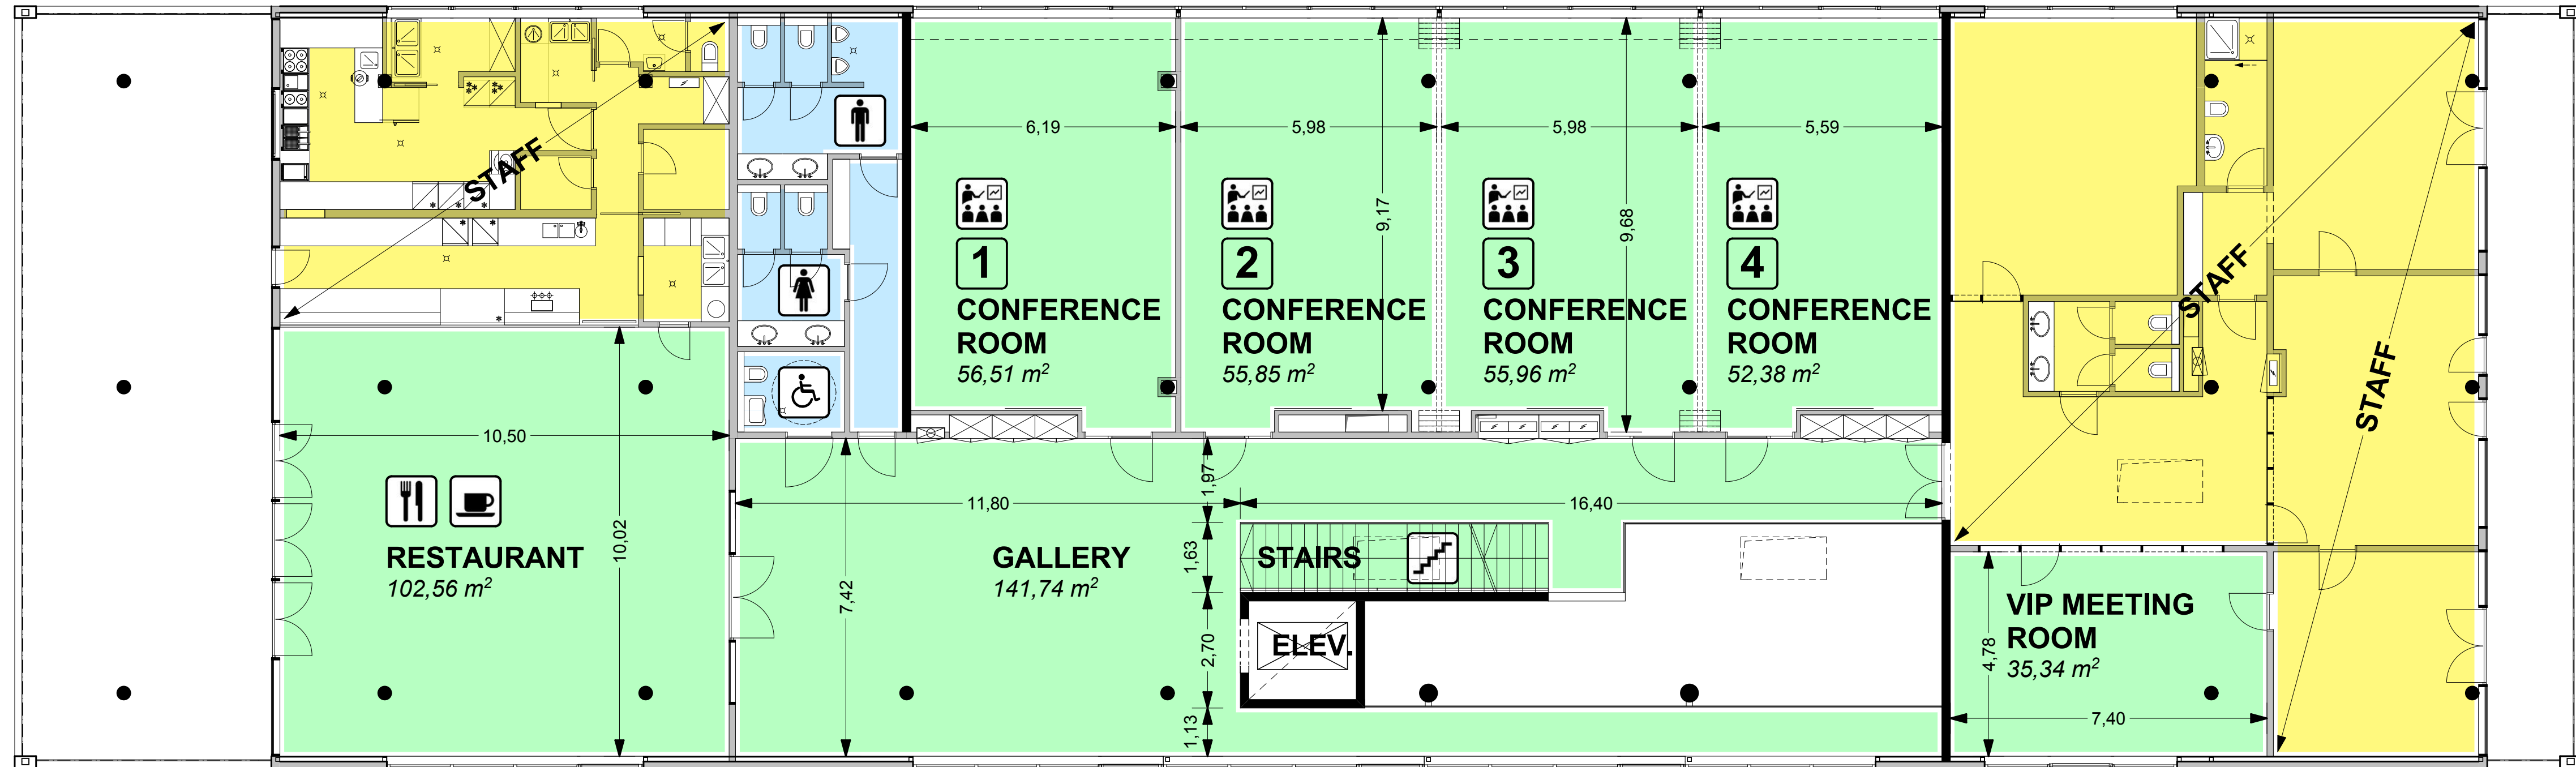 STAFF
6,19
5,98
5,98
5,59
9,17
9,68
1
CONFERENCE
ROOM
56,51 m²
2
CONFERENCE
ROOM
55,85 m²
3
CONFERENCE
ROOM
55,96 m²
4
CONFERENCE
ROOM
52,38 m²
STAFF
STAFF
10,50
10,02
RESTAURANT
102,56 m²
11,80
16,40
1,97
1,63
2,70
1,13
7,42
GALLERY
141,74 m²
STAIRS
ELEV.
VIP MEETING
ROOM
35,34 m²
4,78
7,40